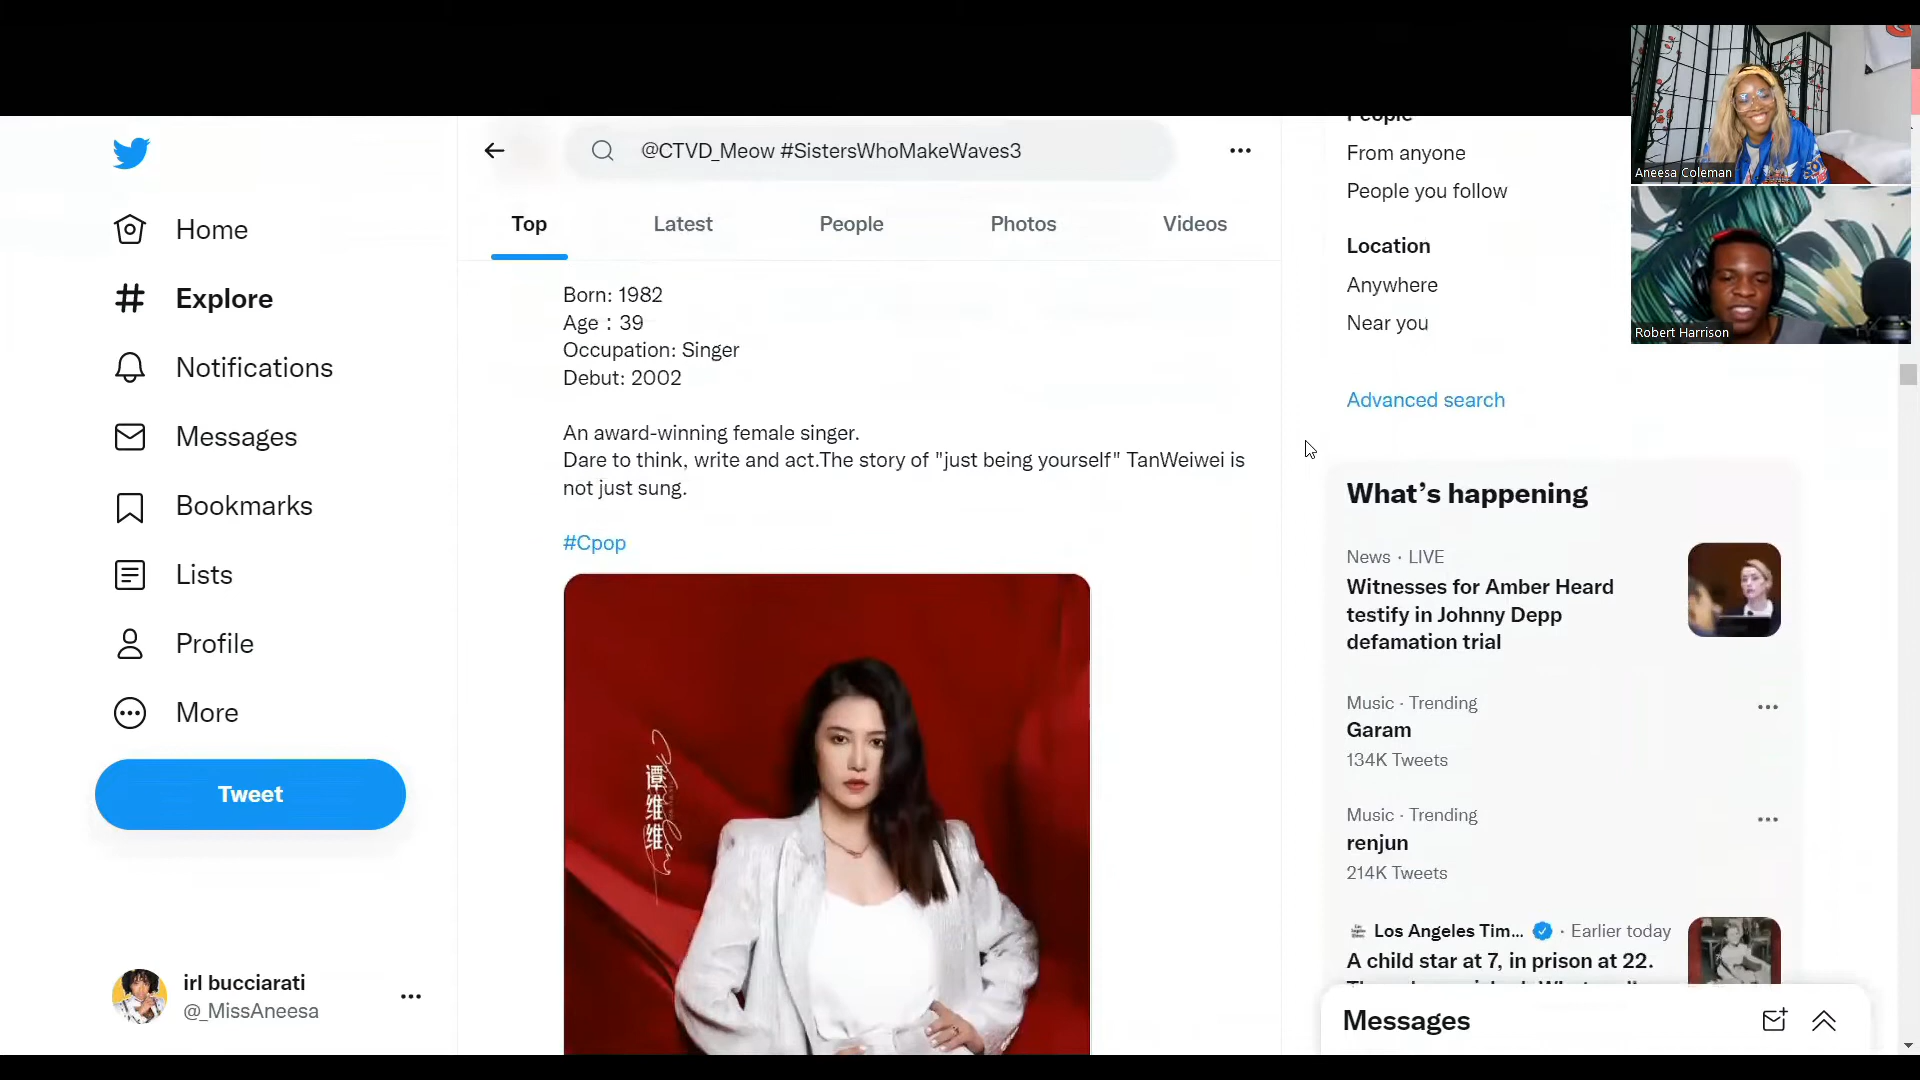 Home
Explore
Notifications
Messages
Bookmarks
Lists
Profile
More
Tweet
irl bucciarati
@_MissAneesa
@CTVD_Meow #SistersWhoMakeWaves3
Top
Latest
People
Photos
Videos
Born: 1982
Age : 39
Occupation: Singer
Debut: 2002
An award-winning female singer.
Dare to think, write and act.The story of "just being yourself" TanWeiwei is
not just sung.
#Cpop
谭维维
People
From anyone
People you follow
Location
Anywhere
Near you
Advanced search
What's happening
News · LIVE
Witnesses for Amber Heard
testify in Johnny Depp
defamation trial
Music · Trending
Garam
134K Tweets
Music · Trending
renjun
214K Tweets
Los Angeles Tim... · Earlier today
A child star at 7, in prison at 22.
Messages
Aneesa Coleman
Robert Harrison